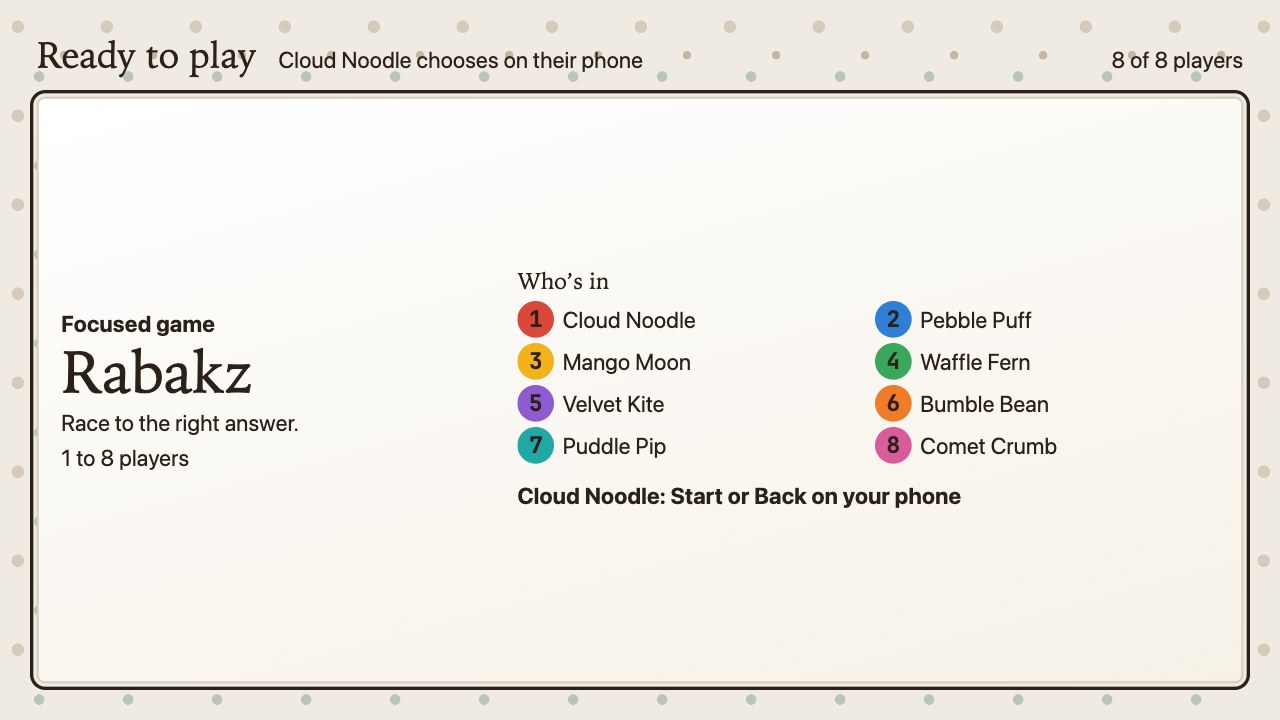 Ready to play
Cloud Noodle chooses on their phone
8 of 8 players
Focused game
Rabakz
Race to the right answer.
1 to 8 players
Who’s in
1 Cloud Noodle
2 Pebble Puff
3 Mango Moon
4 Waffle Fern
5 Velvet Kite
6 Bumble Bean
7 Puddle Pip
8 Comet Crumb
Cloud Noodle: Start or Back on your phone